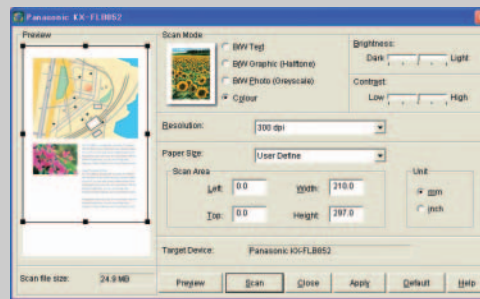 Panasonic KX-FLB852
Preview
Scan Mode
B/W Text
B/W Graphic (Halftone)
B/W Photo (Greyscale)
Colour
Brightness:
Dark
Light
Contrast:
Low
High
Resolution:
300 dpi
Paper Size:
User Define
Scan Area
Left: 0.0
Width: 210.0
Top: 0.0
Height: 297.0
Unit
mm
inch
Target Device:
Panasonic KX-FLB852
Scan file size:
24.9 MB
Preview
Scan
Close
Apply
Default
Help